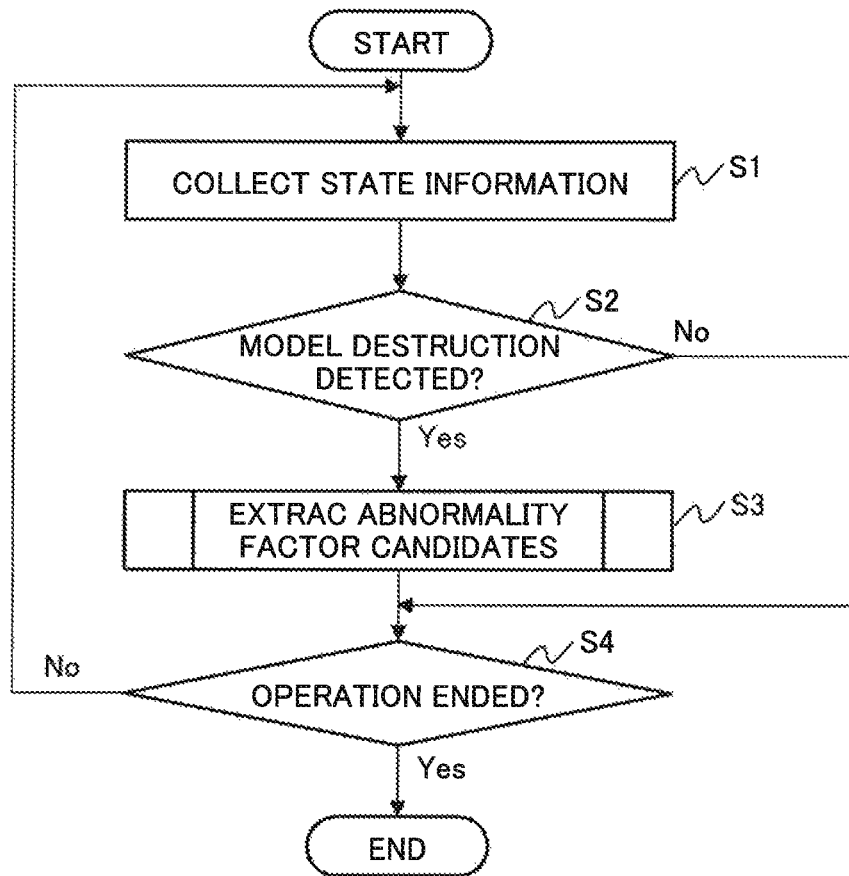 START
COLLECT STATE INFORMATION
S1
S2
MODEL DESTRUCTION
DETECTED?
No
Yes
EXTRAC ABNORMALITY
FACTOR CANDIDATES
S3
S4
No
OPERATION ENDED?
Yes
END